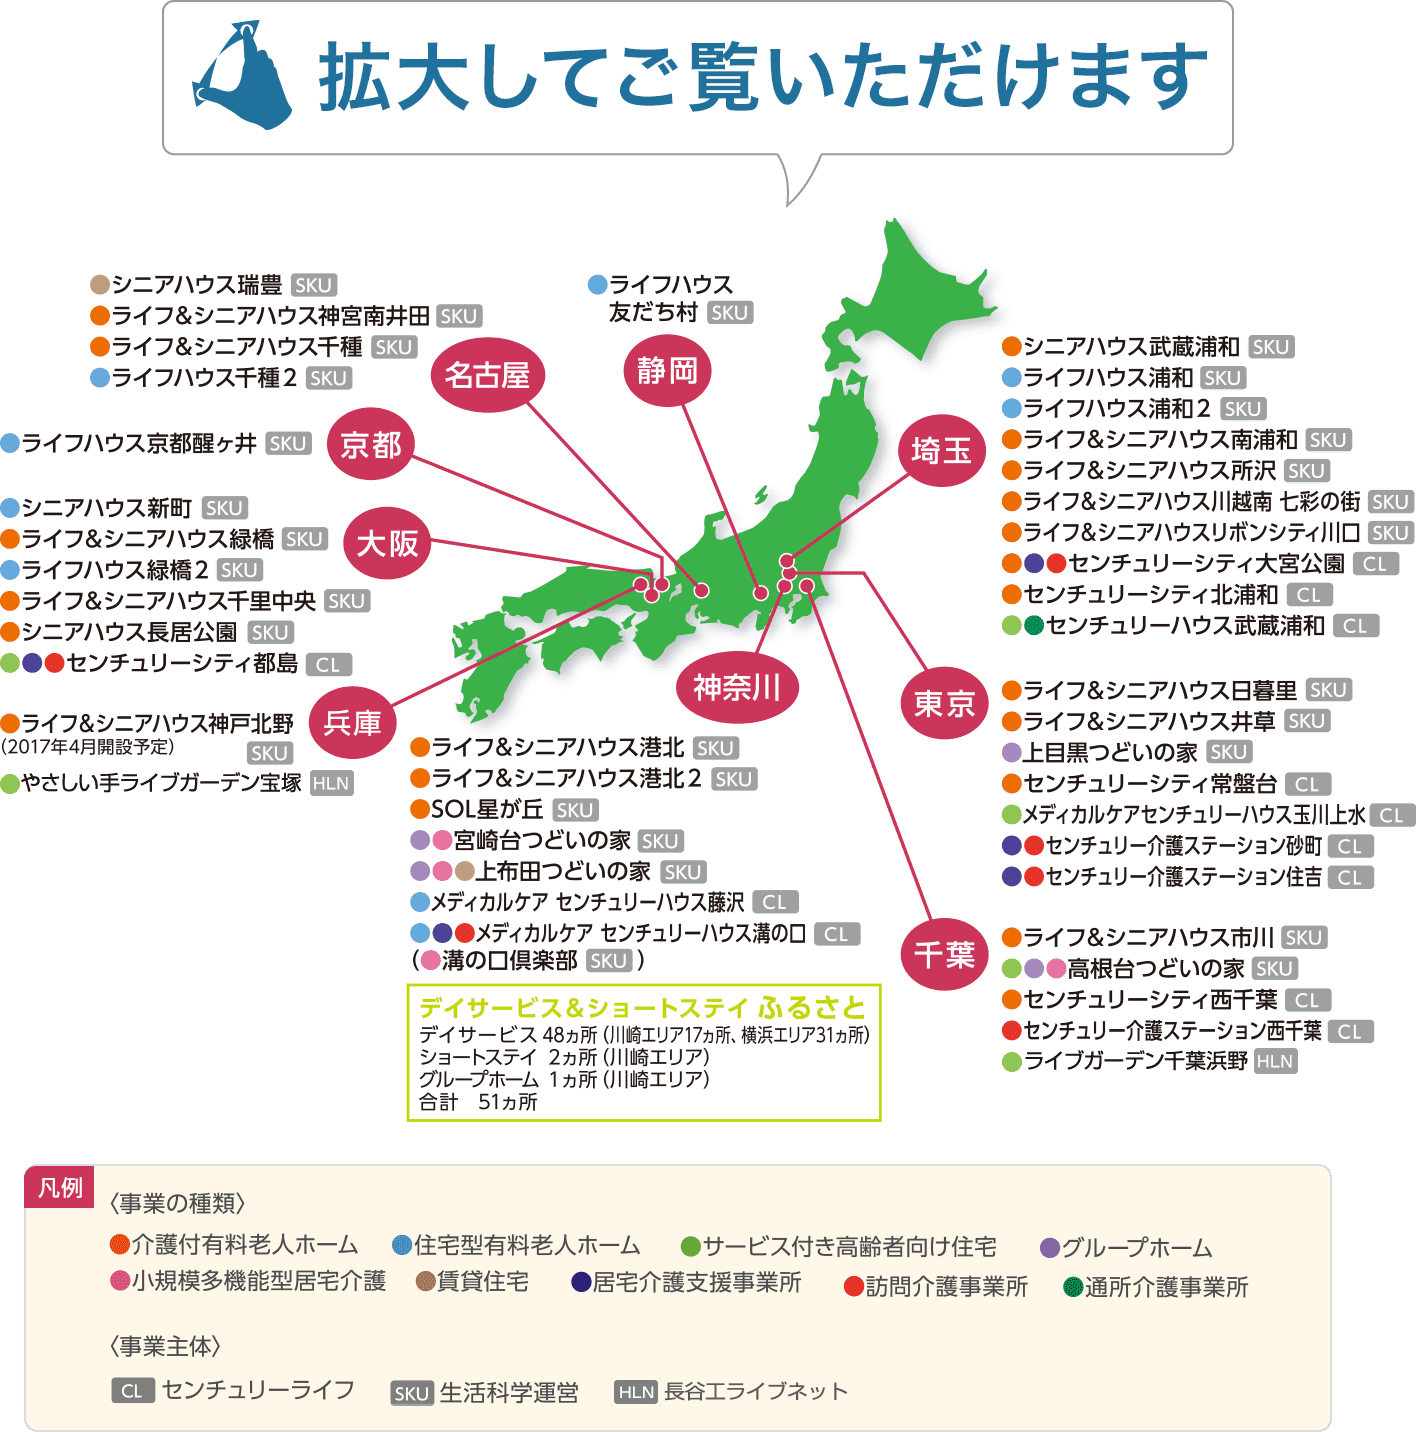 拡大してご覧いただけます
シニアハウス瑞豊 SKU
ライフ＆シニアハウス神宮南井田 SKU
ライフ＆シニアハウス千種 SKU
ライフハウス千種２ SKU
名古屋
ライフハウス
友だち村 SKU
静岡
ライフハウス京都醒ヶ井 SKU
京都
シニアハウス新町 SKU
ライフ＆シニアハウス緑橋 SKU
ライフハウス緑橋２ SKU
ライフ＆シニアハウス千里中央 SKU
シニアハウス長居公園 SKU
センチュリーシティ都島 CL
大阪
ライフ＆シニアハウス神戸北野
（2017年4月開設予定） SKU
やさしい手ライブガーデン宝塚 HLN
兵庫
埼玉
シニアハウス武蔵浦和 SKU
ライフハウス浦和 SKU
ライフハウス浦和２ SKU
ライフ＆シニアハウス南浦和 SKU
ライフ＆シニアハウス所沢 SKU
ライフ＆シニアハウス川越南 七彩の街 SKU
ライフ＆シニアハウスリボンシティ川口 SKU
センチュリーシティ大宮公園 CL
センチュリーシティ北浦和 CL
センチュリーハウス武蔵浦和 CL
東京
ライフ＆シニアハウス日暮里 SKU
ライフ＆シニアハウス井草 SKU
上目黒つどいの家 SKU
センチュリーシティ常盤台 CL
メディカルケアセンチュリーハウス玉川上水 CL
センチュリー介護ステーション砂町 CL
センチュリー介護ステーション住吉 CL
神奈川
ライフ＆シニアハウス港北 SKU
ライフ＆シニアハウス港北２ SKU
SOL星が丘 SKU
宮崎台つどいの家 SKU
上布田つどいの家 SKU
メディカルケア センチュリーハウス藤沢 CL
メディカルケア センチュリーハウス溝の口 CL
（溝の口倶楽部 SKU ）
千葉
ライフ＆シニアハウス市川 SKU
高根台つどいの家 SKU
センチュリーシティ西千葉 CL
センチュリー介護ステーション西千葉 CL
ライブガーデン千葉浜野 HLN
デイサービス＆ショートステイ ふるさと
デイサービス 48ヵ所（川崎エリア17ヵ所、横浜エリア31ヵ所）
ショートステイ 2ヵ所（川崎エリア）
グループホーム 1ヵ所（川崎エリア）
合計 51ヵ所
凡例
〈事業の種類〉
介護付有料老人ホーム 住宅型有料老人ホーム サービス付き高齢者向け住宅 グループホーム
小規模多機能型居宅介護 賃貸住宅 居宅介護支援事業所 訪問介護事業所 通所介護事業所
〈事業主体〉
CL センチュリーライフ SKU 生活科学運営 HLN 長谷工ライブネット